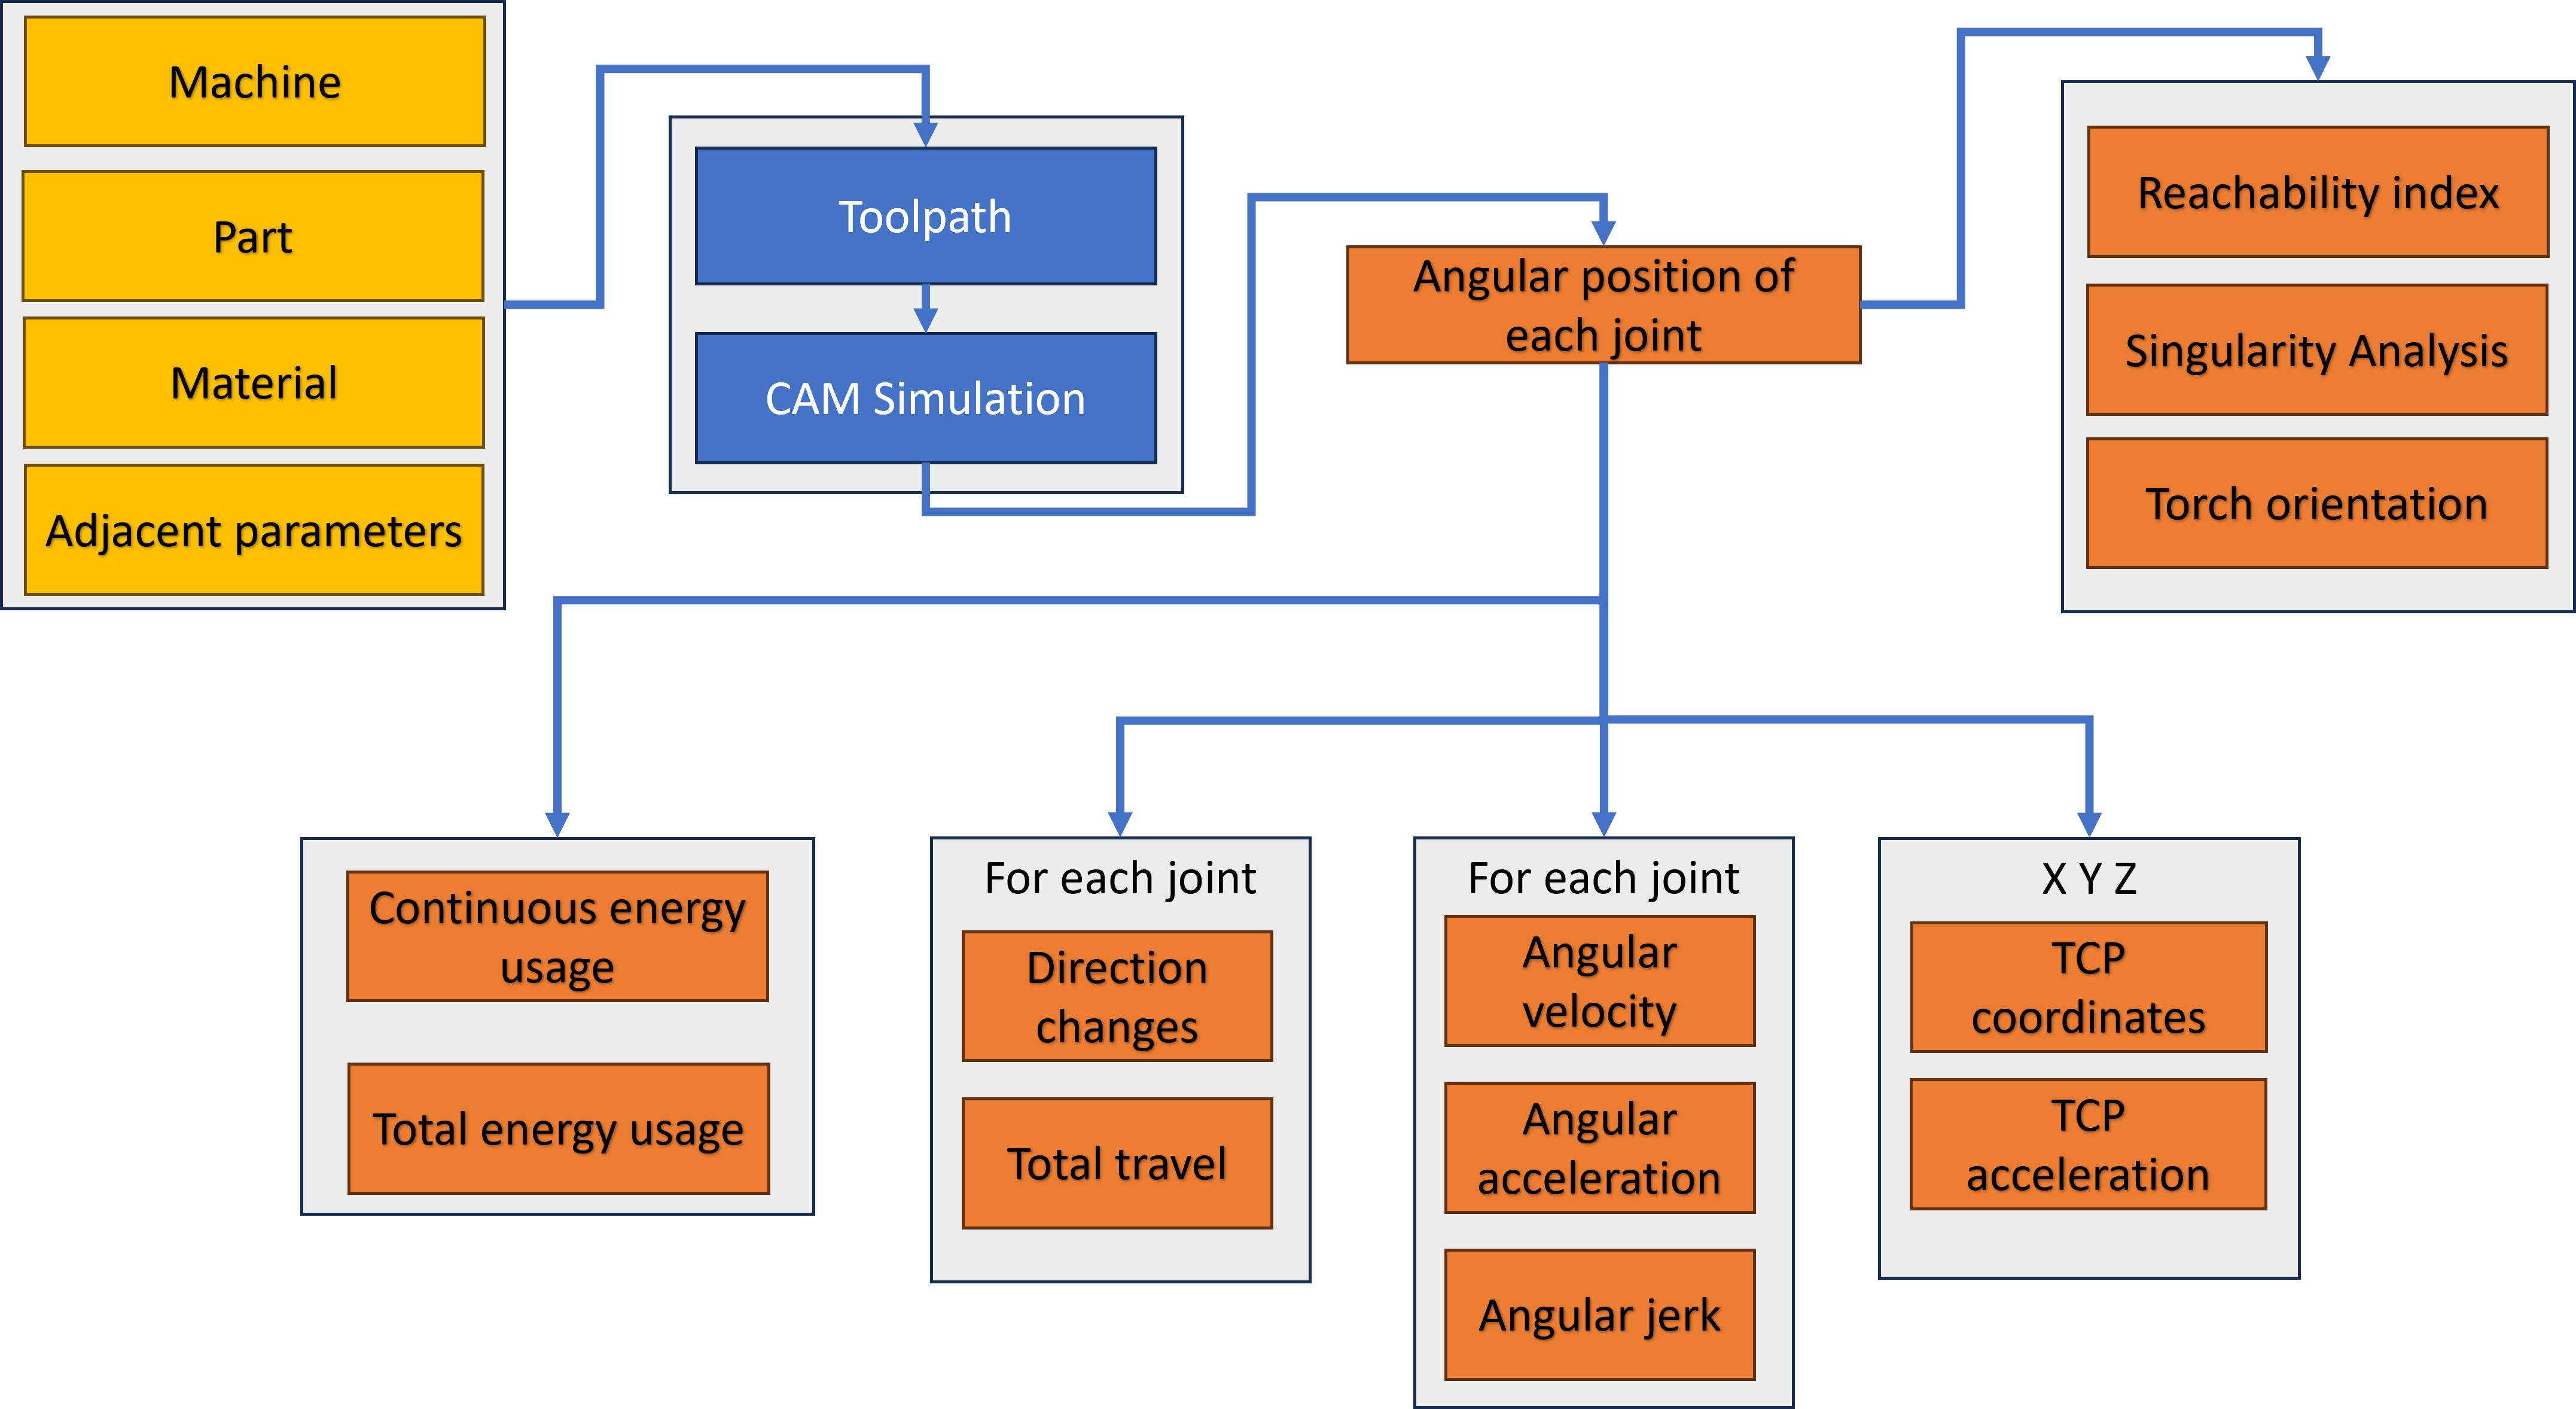 Machine
Part
Material
Adjacent parameters
Toolpath
CAM Simulation
Angular position of
each joint
Reachability index
Singularity Analysis
Torch orientation
Continuous energy
usage
Total energy usage
For each joint
Direction
changes
Total travel
For each joint
Angular
velocity
Angular
acceleration
Angular jerk
X Y Z
TCP
coordinates
TCP
acceleration